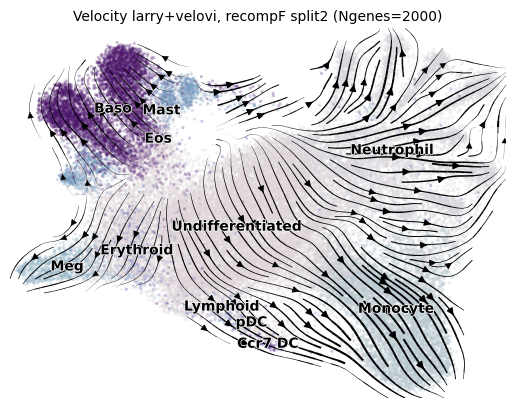 Velocity larry+velovi, recompF split2 (Ngenes=2000)
Baso Mast
Eos
Neutrophil
Undifferentiated
Erythroid
Meg
Lymphoid
Monocyte
pDC
Ccr7 DC